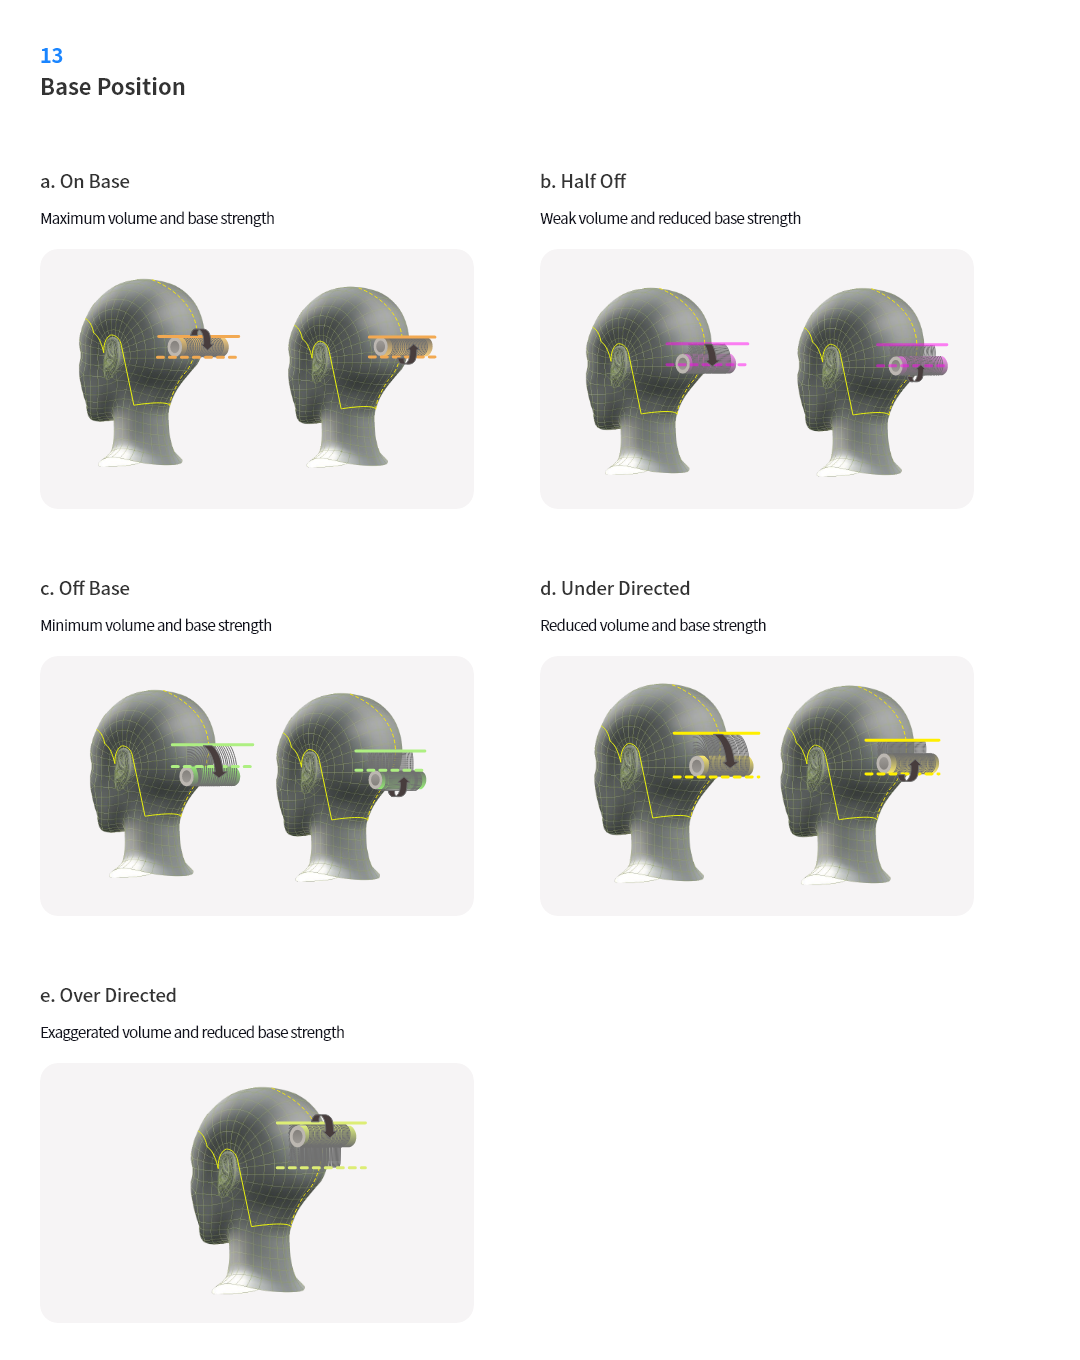 13
Base Position
a. On Base
Maximum volume and base strength
b. Half Off
Weak volume and reduced base strength
c. Off Base
Minimum volume and base strength
d. Under Directed
Reduced volume and base strength
e. Over Directed
Exaggerated volume and reduced base strength